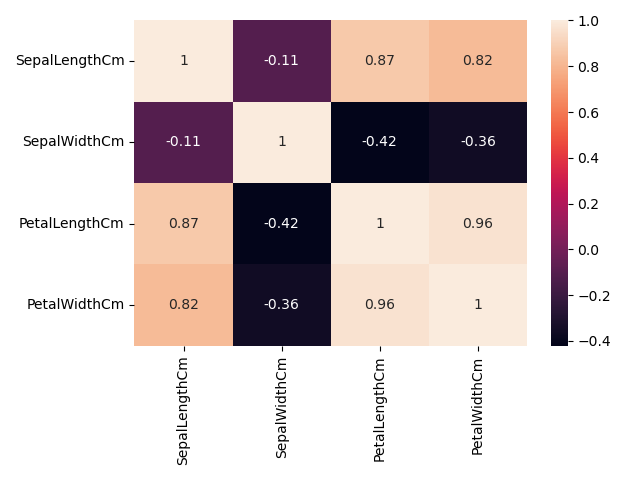 SepalLengthCm 1 -0.11 0.87 0.82
SepalWidthCm -0.11 1 -0.42 -0.36
PetalLengthCm 0.87 -0.42 1 0.96
PetalWidthCm 0.82 -0.36 0.96 1
SepalLengthCm
SepalWidthCm
PetalLengthCm
PetalWidthCm
1.0
0.8
0.6
0.4
0.2
0.0
−0.2
−0.4